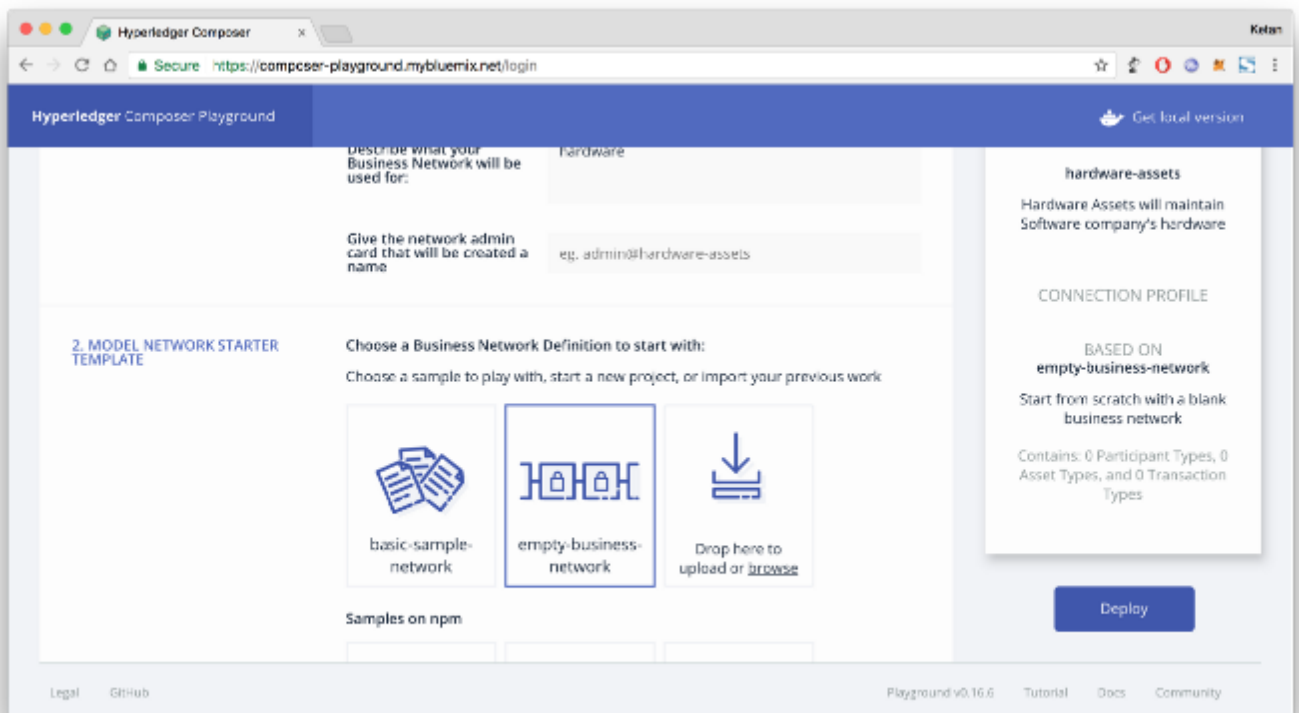 Hyperledger Composer
Ketan
Secure https://composer-playground.mybluemix.net/login
Hyperledger Composer Playground
Get local version
Describe what your
Business Network will be
used for:
hardware
Give the network admin
card that will be created a
name
eg. admin@hardware-assets
2. MODEL NETWORK STARTER
TEMPLATE
Choose a Business Network Definition to start with:
Choose a sample to play with, start a new project, or import your previous work
basic-sample-
network
empty-business-
network
Drop here to
upload or browse
Samples on npm
hardware-assets
Hardware Assets will maintain
Software company's hardware
CONNECTION PROFILE
BASED ON
empty-business-network
Start from scratch with a blank
business network
Contains: 0 Participant Types, 0
Asset Types, and 0 Transaction
Types
Deploy
Legal
GitHub
Playground v0.16.6
Tutorial
Docs
Community